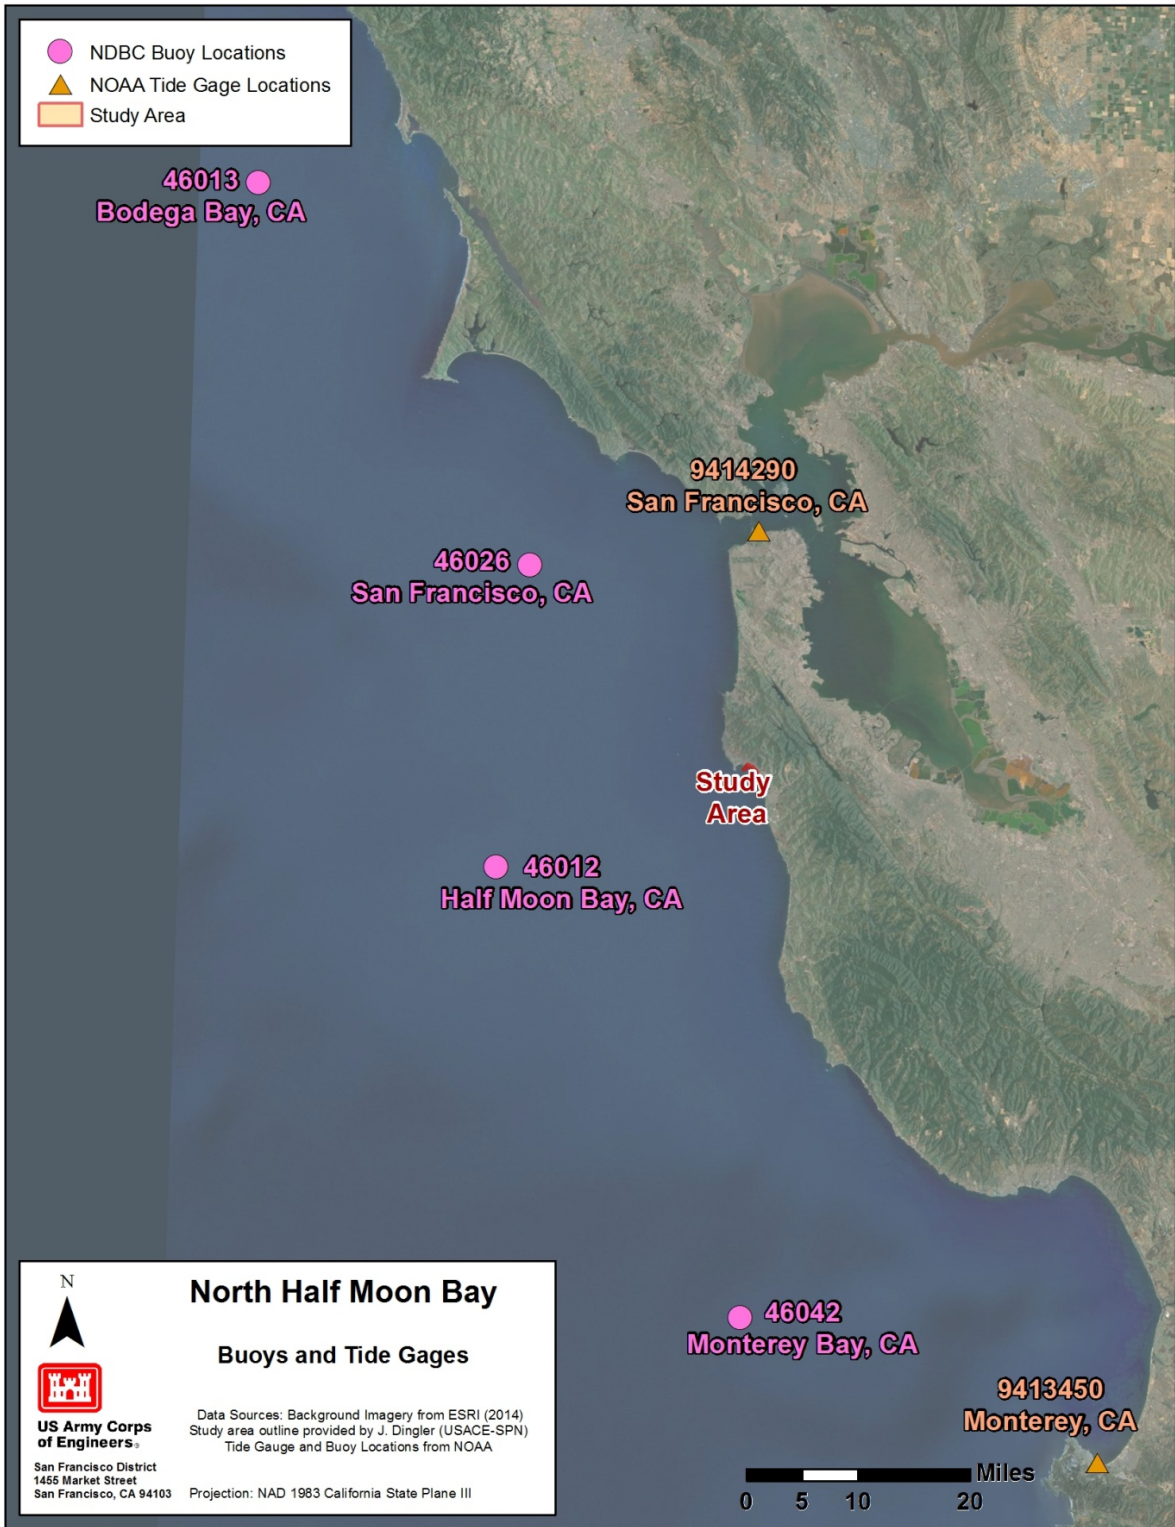 NDBC Buoy Locations
NOAA Tide Gage Locations
Study Area
46013
Bodega Bay, CA
9414290
San Francisco, CA
46026
San Francisco, CA
Study
Area
46012
Half Moon Bay, CA
46042
Monterey Bay, CA
9413450
Monterey, CA
Miles
0 5 10 20
N
North Half Moon Bay
Buoys and Tide Gages
US Army Corps
of Engineers®
San Francisco District
1455 Market Street
San Francisco, CA 94103
Data Sources: Background Imagery from ESRI (2014)
Study area outline provided by J. Dingler (USACE-SPN)
Tide Gauge and Buoy Locations from NOAA
Projection: NAD 1983 California State Plane III